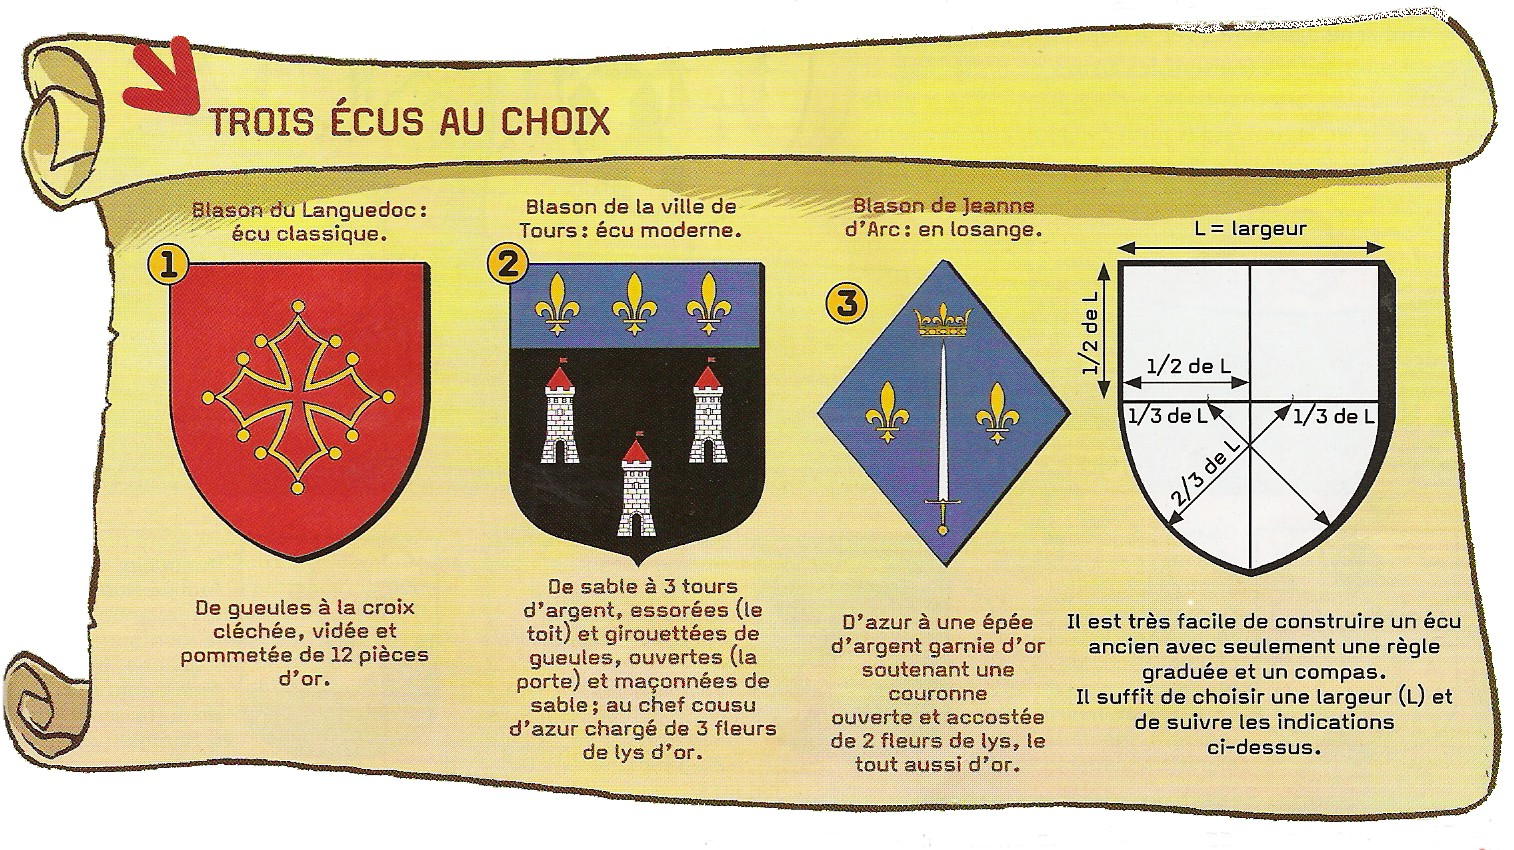 TROIS ÉCUS AU CHOIX
Blason du Languedoc :
écu classique.
1
De gueules à la croix
cléchée, vidée et
pommetée de 12 pièces
d'or.
Blason de la ville de
Tours : écu moderne.
2
De sable à 3 tours
d'argent, essorées (le
toit) et girouettées de
gueules, ouvertes (la
porte) et maçonnées de
sable ; au chef cousu
d'azur chargé de 3 fleurs
de lys d'or.
Blason de Jeanne
d'Arc : en losange.
3
D'azur à une épée
d'argent garnie d'or
soutenant une
couronne
ouverte et accostée
de 2 fleurs de lys, le
tout aussi d'or.
L = largeur
1/2 de L
1/2 de L
1/3 de L
1/3 de L
2/3 de L
Il est très facile de construire un écu
ancien avec seulement une règle
graduée et un compas.
Il suffit de choisir une largeur (L) et
de suivre les indications
ci-dessus.